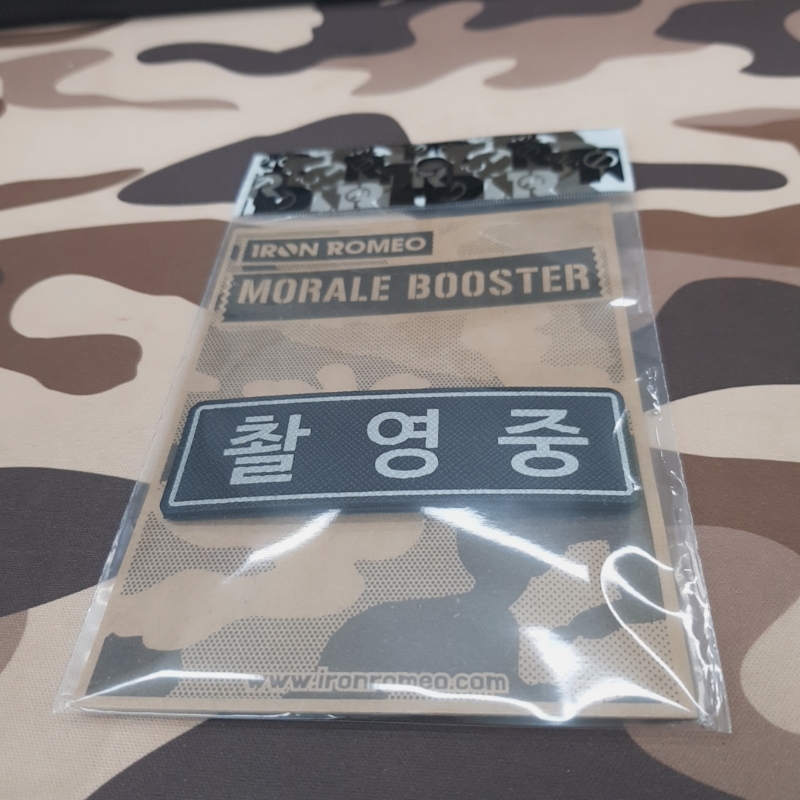 IRON ROMEO
MORALE BOOSTER
촬 영 중
www.ironromeo.com